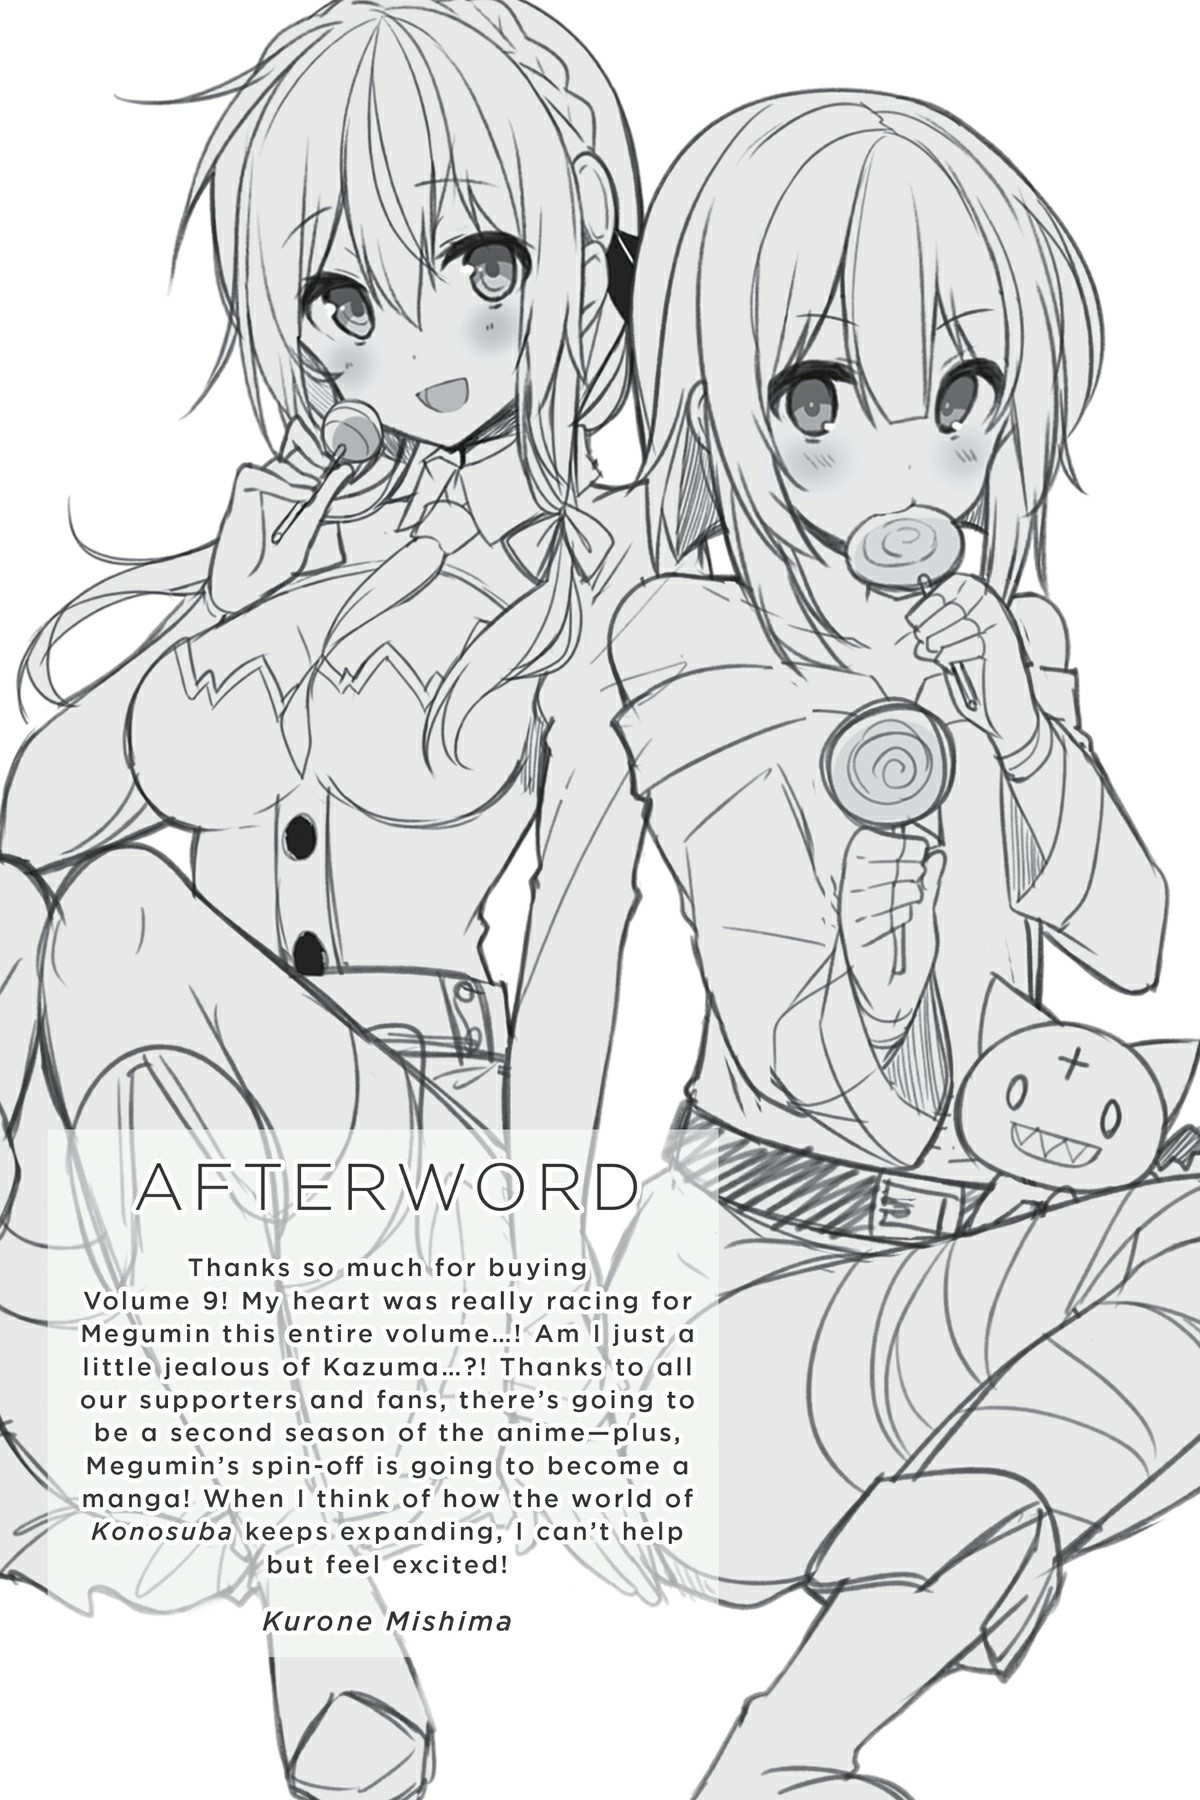 AFTERWORD
Thanks so much for buying
Volume 9! My heart was really racing for
Megumin this entire volume...! Am I just a
little jealous of Kazuma...?! Thanks to all
our supporters and fans, there's going to
be a second season of the anime—plus,
Megumin's spin-off is going to become a
manga! When I think of how the world of
Konosuba keeps expanding, I can't help
but feel excited!
Kurone Mishima